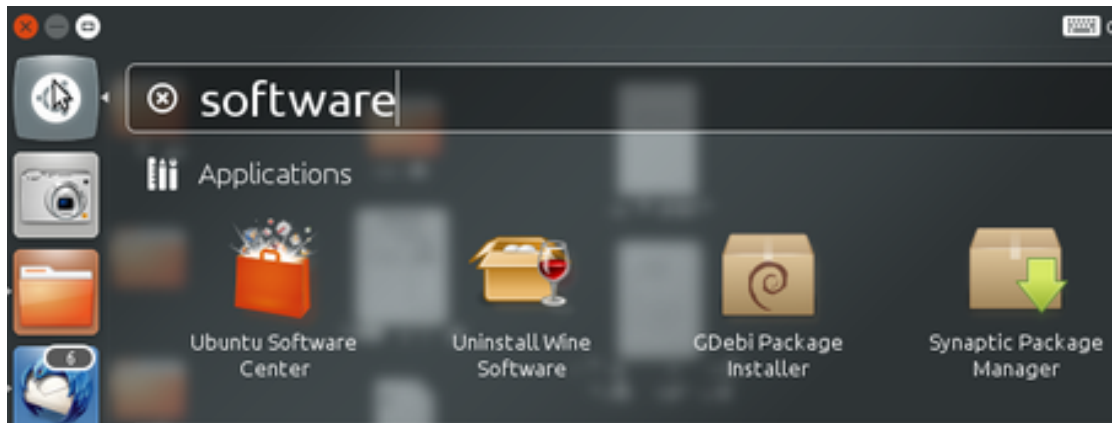 software
Applications
Ubuntu Software
Center
Uninstall Wine
Software
GDebi Package
Installer
Synaptic Package
Manager
6